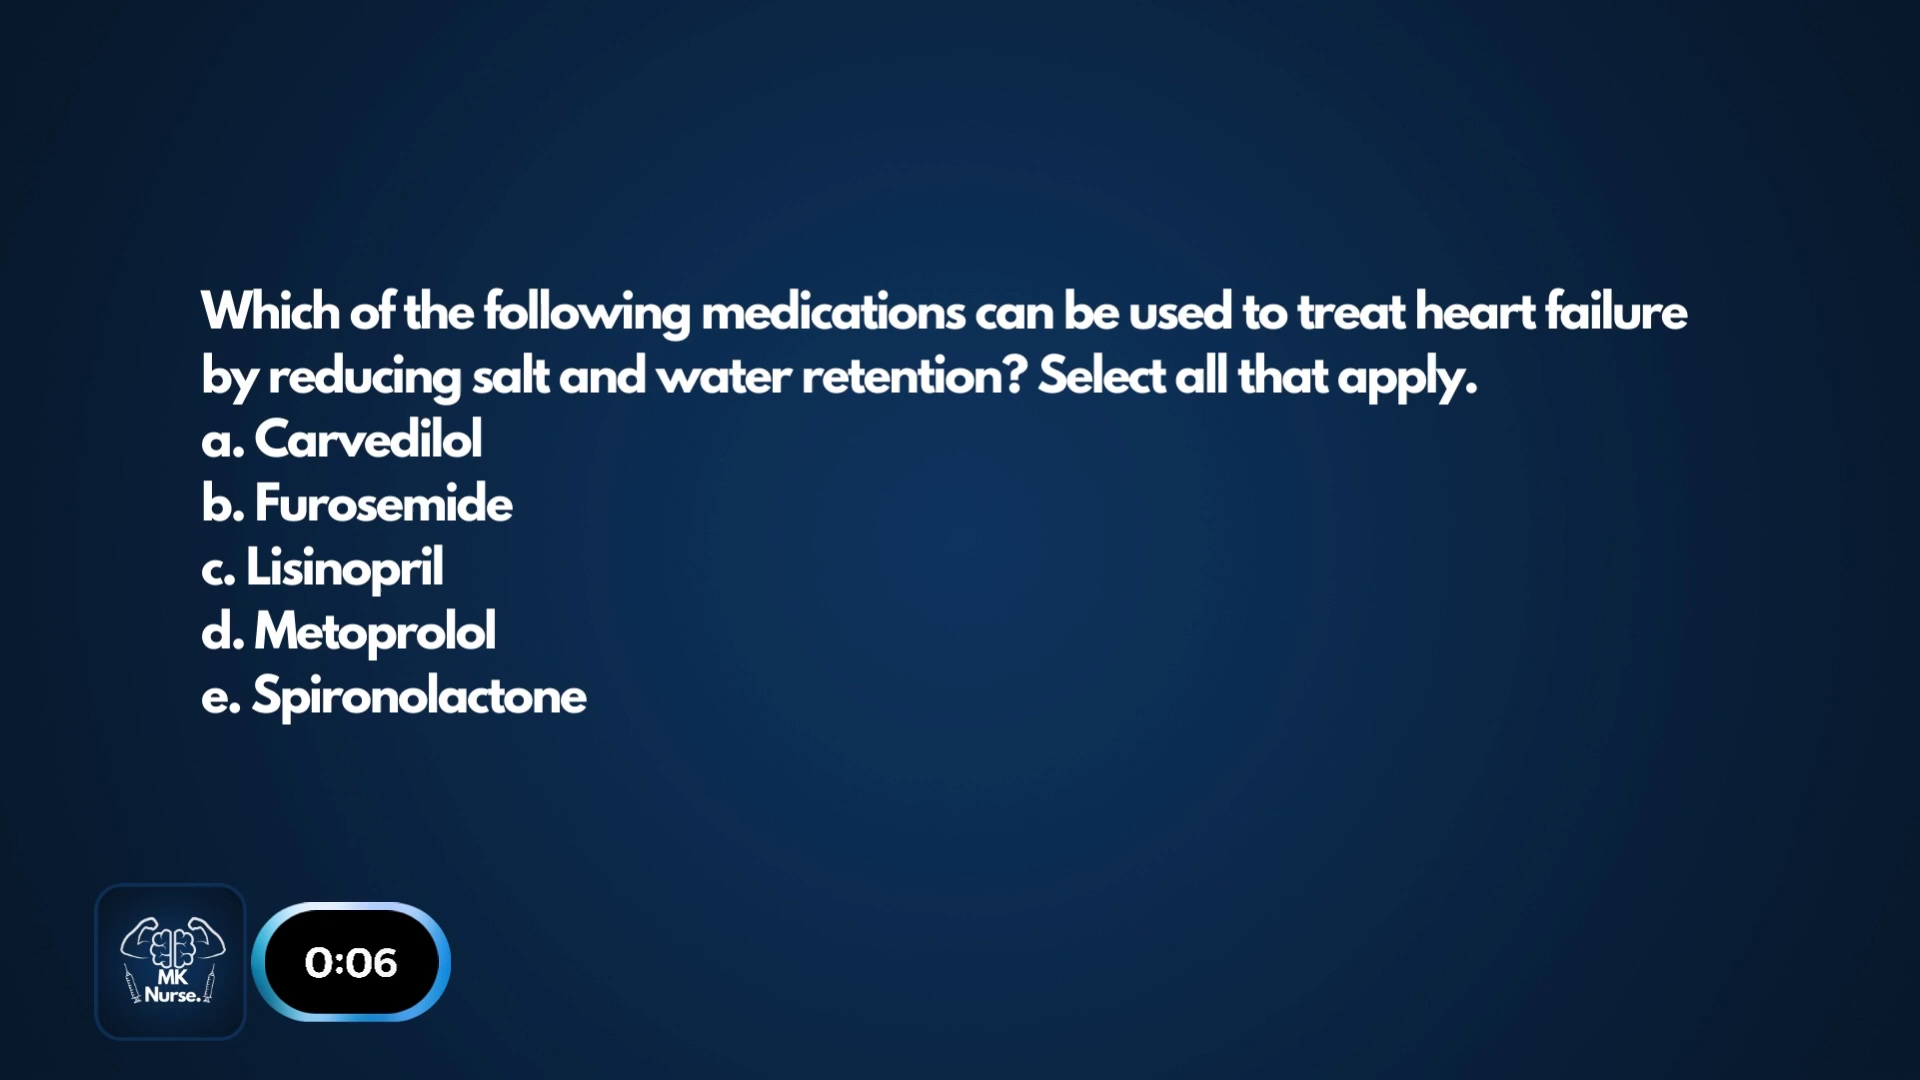 Which of the following medications can be used to treat heart failure
by reducing salt and water retention? Select all that apply.
a. Carvedilol
b. Furosemide
c. Lisinopril
d. Metoprolol
e. Spironolactone
MK
Nurse.
0:06